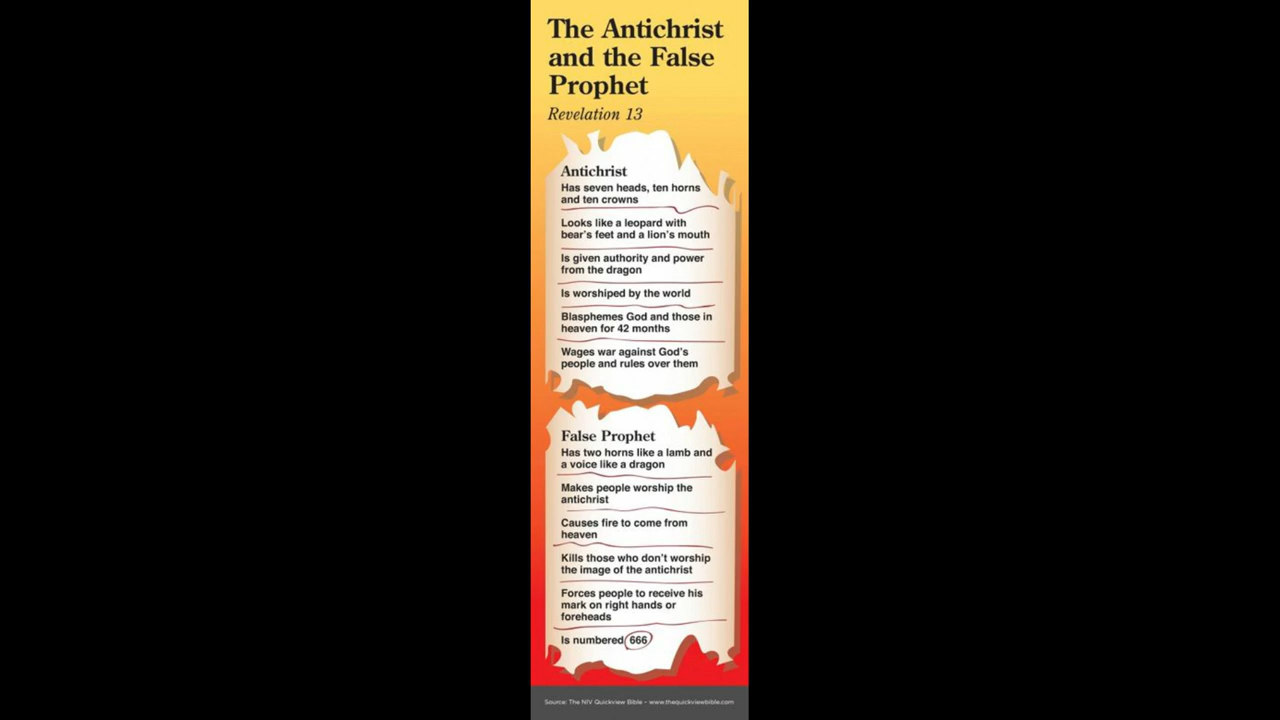 The Antichrist
and the False
Prophet
Revelation 13
Antichrist
Has seven heads, ten horns
and ten crowns
Looks like a leopard with
bear's feet and a lion's mouth
Is given authority and power
from the dragon
Is worshiped by the world
Blasphemes God and those in
heaven for 42 months
Wages war against God's
people and rules over them
False Prophet
Has two horns like a lamb and
a voice like a dragon
Makes people worship the
antichrist
Causes fire to come from
heaven
Kills those who don't worship
the image of the antichrist
Forces people to receive his
mark on right hands or
foreheads
Is numbered 666
Source: The NIV Quickview Bible - www.thequickviewbible.com